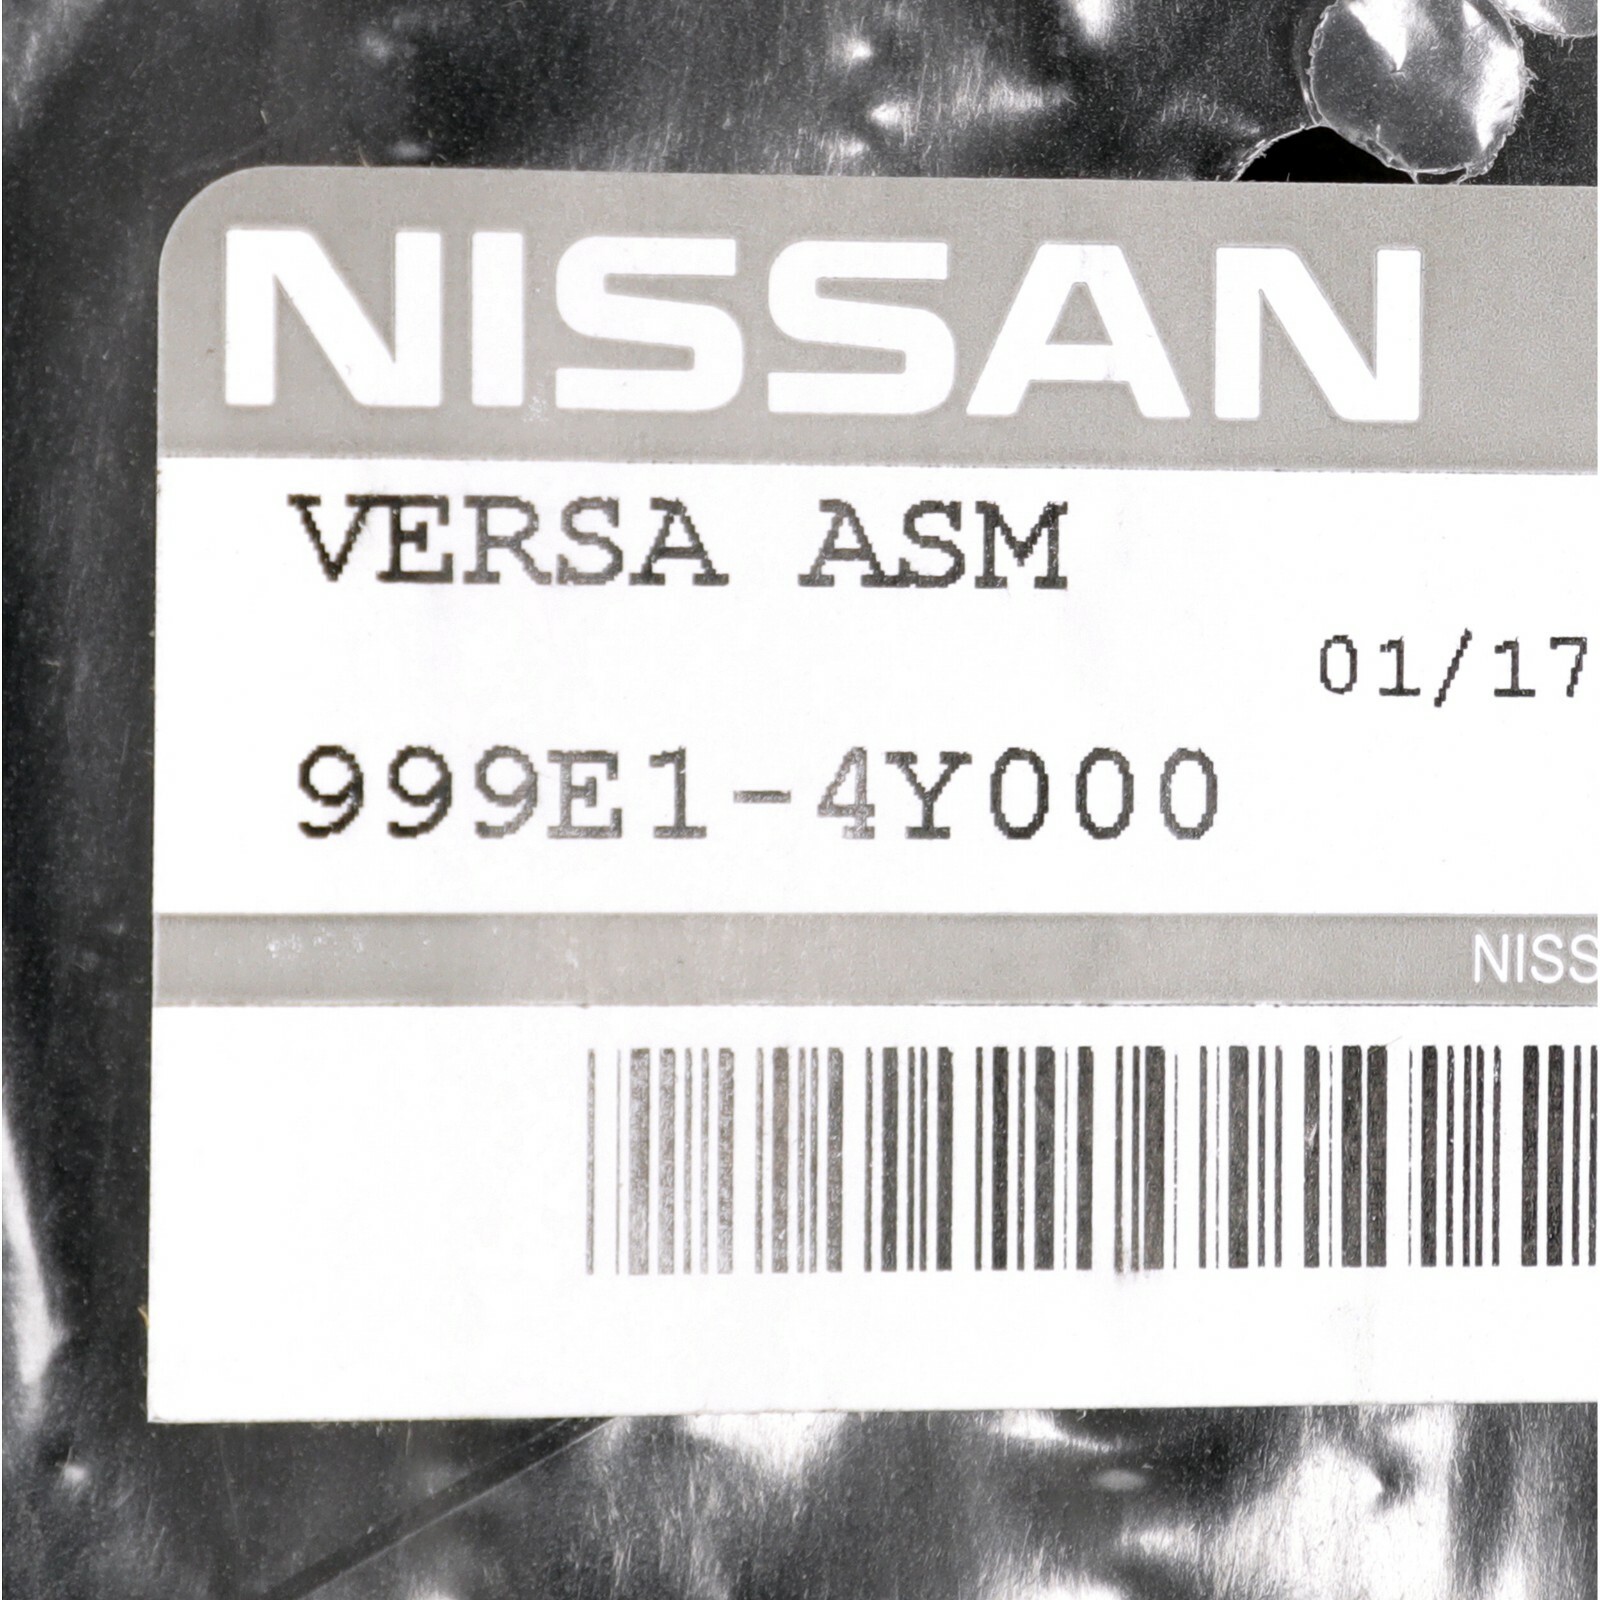 NISSAN
VERSA ASM
01/17
999E1-4Y000
NISS